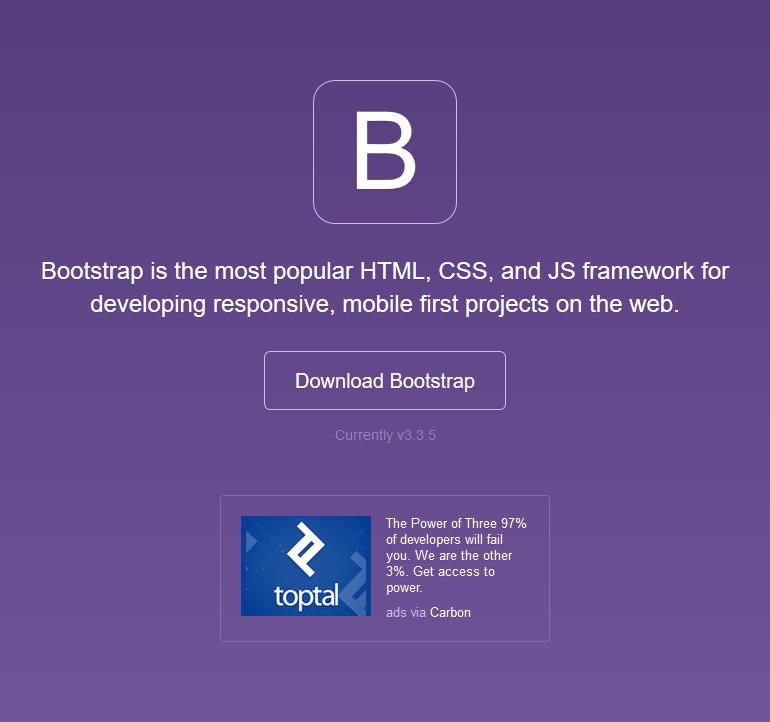 B
Bootstrap is the most popular HTML, CSS, and JS framework for
developing responsive, mobile first projects on the web.
Download Bootstrap
Currently v3.3.5
toptal
The Power of Three 97%
of developers will fail
you. We are the other
3%. Get access to
power.
ads via Carbon